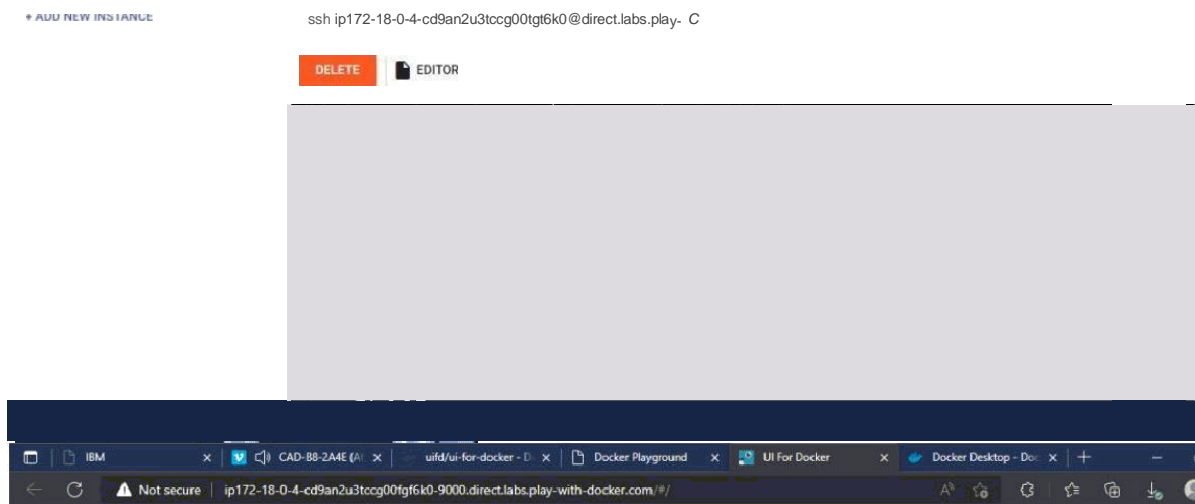 + ADD NEW INSTANCE
ssh ip172-18-0-4-cd9an2u3tccg00tgt6k0@direct.labs.play- C
DELETE EDITOR
IBM CAD-B8-2A4E (A uifd/ui-for-docker - D Docker Playground UI For Docker Docker Desktop - Doc
Not secure ip172-18-0-4-cd9an2u3tccg00fgf6k0-9000.direct.labs.play-with-docker.com/#/